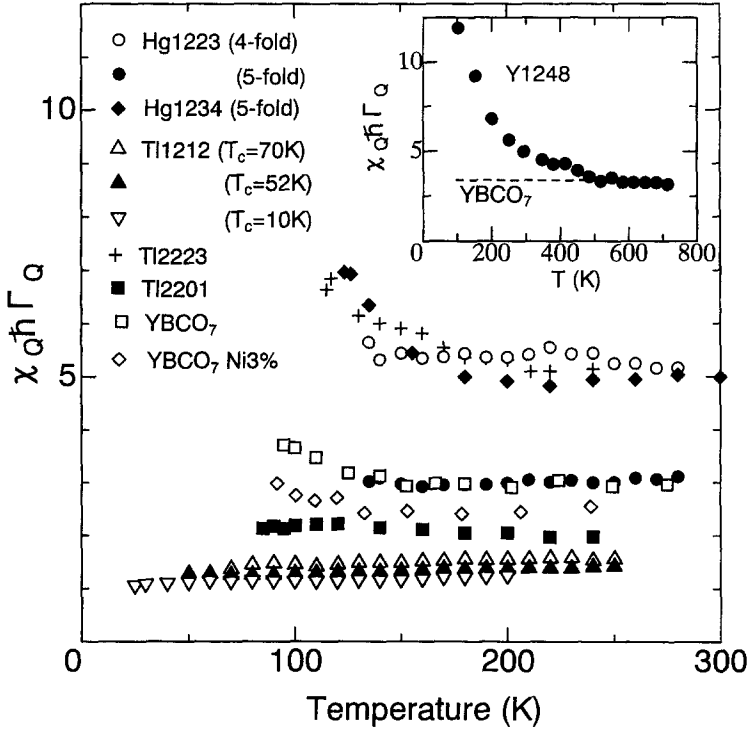 Hg1223 (4-fold)
(5-fold)
Hg1234 (5-fold)
Tl1212 (Tc=70K)
(Tc=52K)
(Tc=10K)
Tl2223
Tl2201
YBCO7
YBCO7 Ni3%
10
5
χQħΓQ
0
100
200
300
Temperature (K)
10
5
0
χQħΓQ
Y1248
YBCO7
200
400
600
800
T (K)